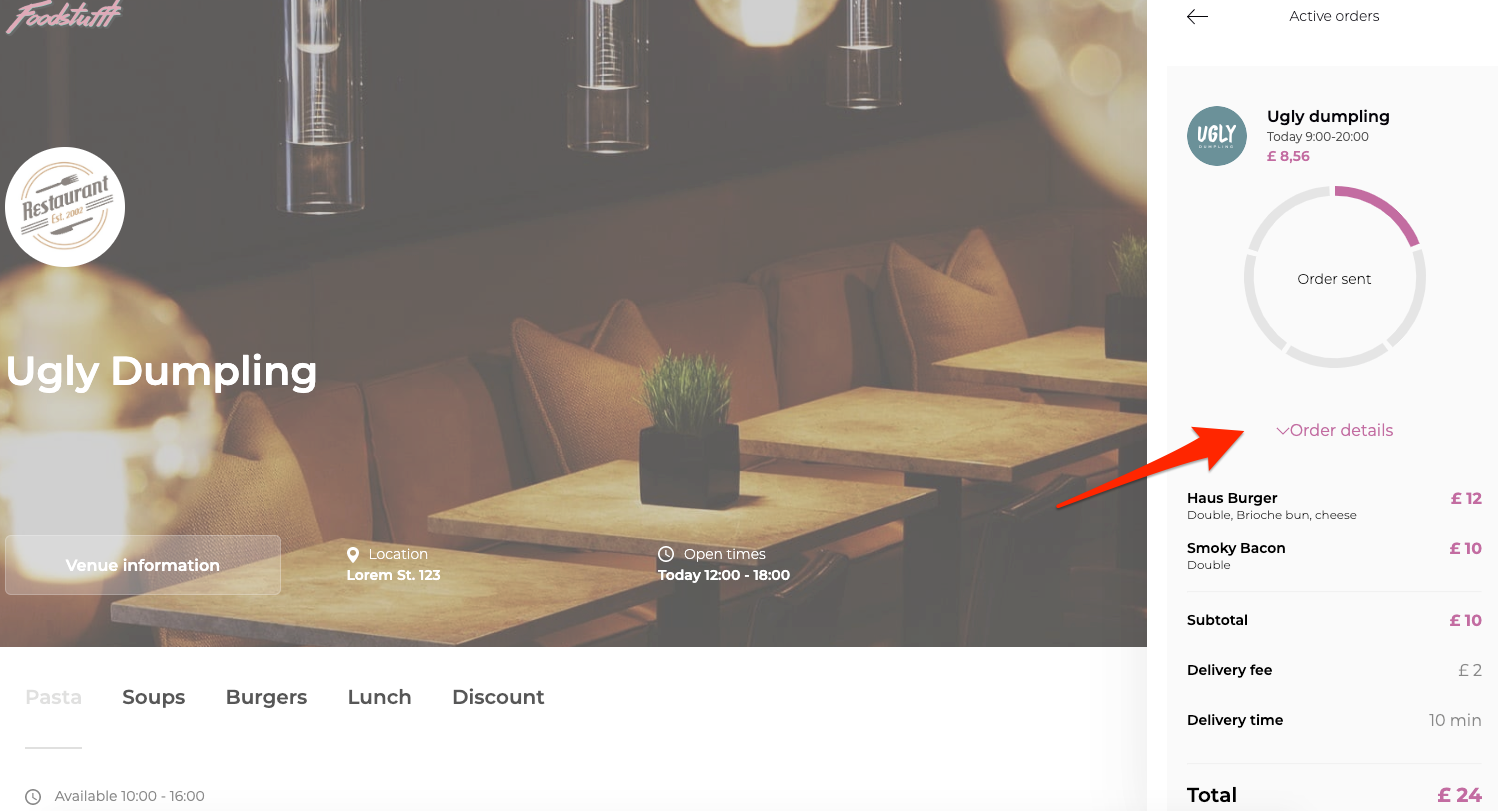 Foodstufff
Restaurant
Est. 2002
Ugly Dumpling
Venue information
Location
Lorem St. 123
Open times
Today 12:00 - 18:00
Pasta Soups Burgers Lunch Discount
Available 10:00 - 16:00
Active orders
UGLY
DUMPLING
Ugly dumpling
Today 9:00-20:00
£ 8,56
Order sent
Order details
Haus Burger £ 12
Double, Brioche bun, cheese
Smoky Bacon £ 10
Double
Subtotal £ 10
Delivery fee £ 2
Delivery time 10 min
Total £ 24